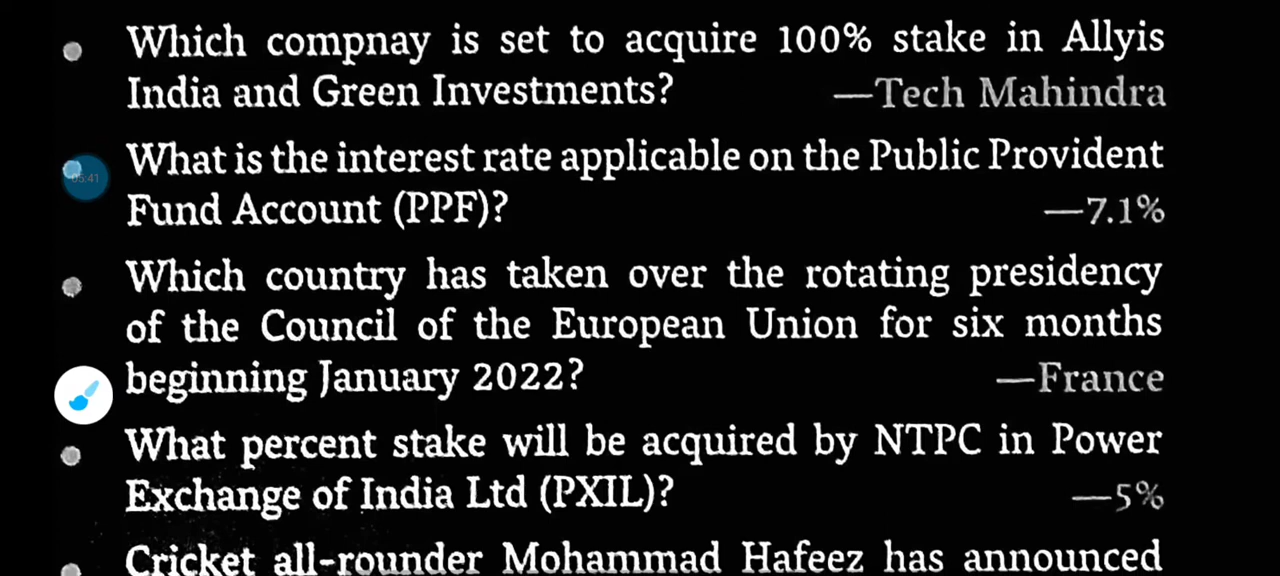 Which compnay is set to acquire 100% stake in Allyis
India and Green Investments? —Tech Mahindra
What is the interest rate applicable on the Public Provident
05:41
Fund Account (PPF)? —7.1%
Which country has taken over the rotating presidency
of the Council of the European Union for six months
beginning January 2022? —France
What percent stake will be acquired by NTPC in Power
Exchange of India Ltd (PXIL)? —5%
Cricket all-rounder Mohammad Hafeez has announced